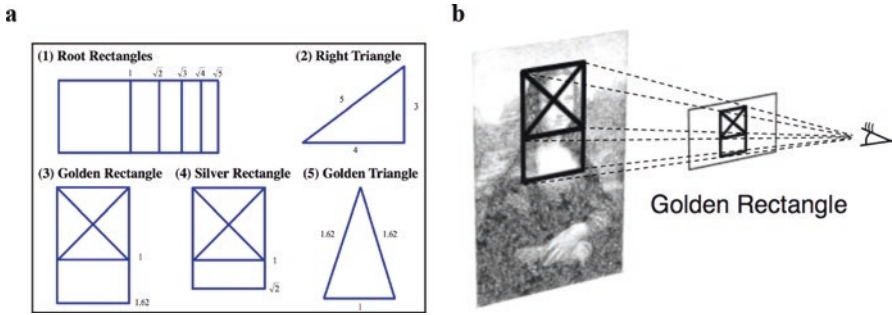 a
b
(1) Root Rectangles
1 √2 √3 √4 √5
(2) Right Triangle
5
3
4
(3) Golden Rectangle
1
1.62
(4) Silver Rectangle
1
√2
(5) Golden Triangle
1.62
1.62
1
Golden Rectangle